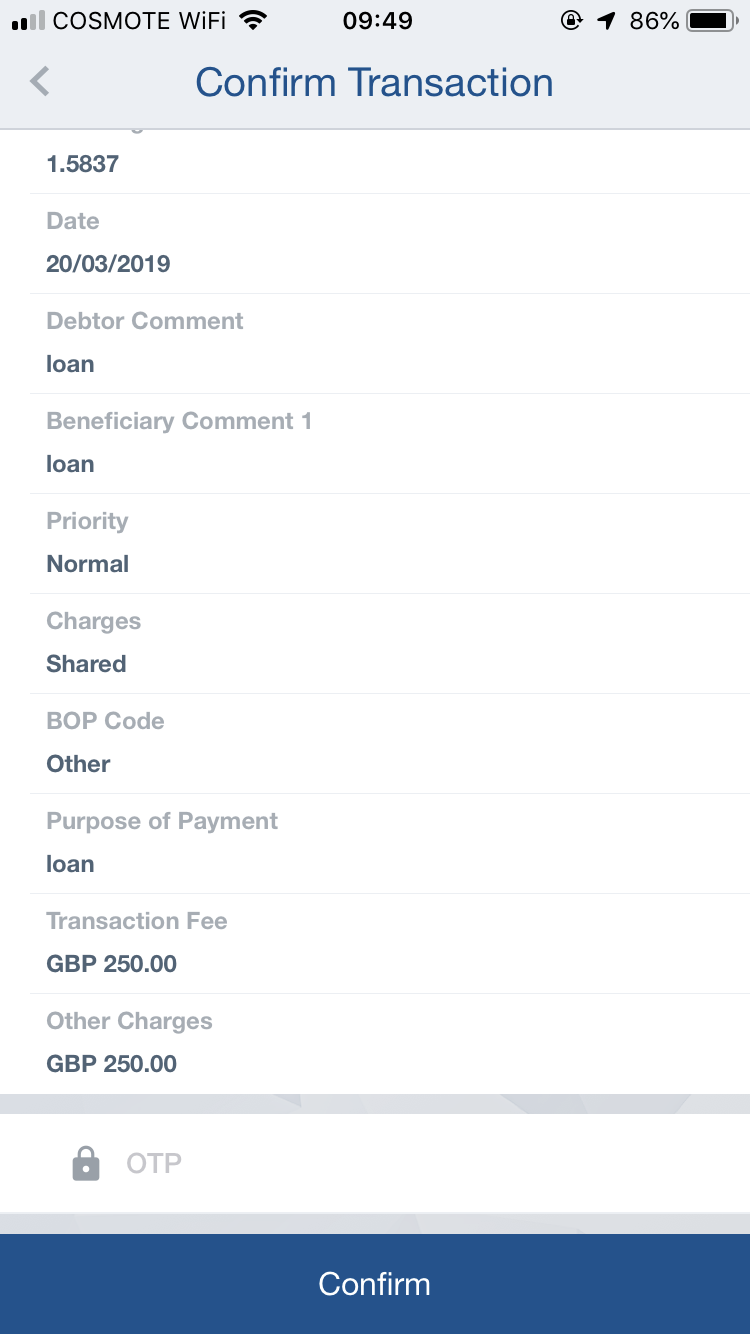 COSMOTE WiFi 09:49 86%
Confirm Transaction
1.5837
Date
20/03/2019
Debtor Comment
loan
Beneficiary Comment 1
loan
Priority
Normal
Charges
Shared
BOP Code
Other
Purpose of Payment
loan
Transaction Fee
GBP 250.00
Other Charges
GBP 250.00
OTP
Confirm